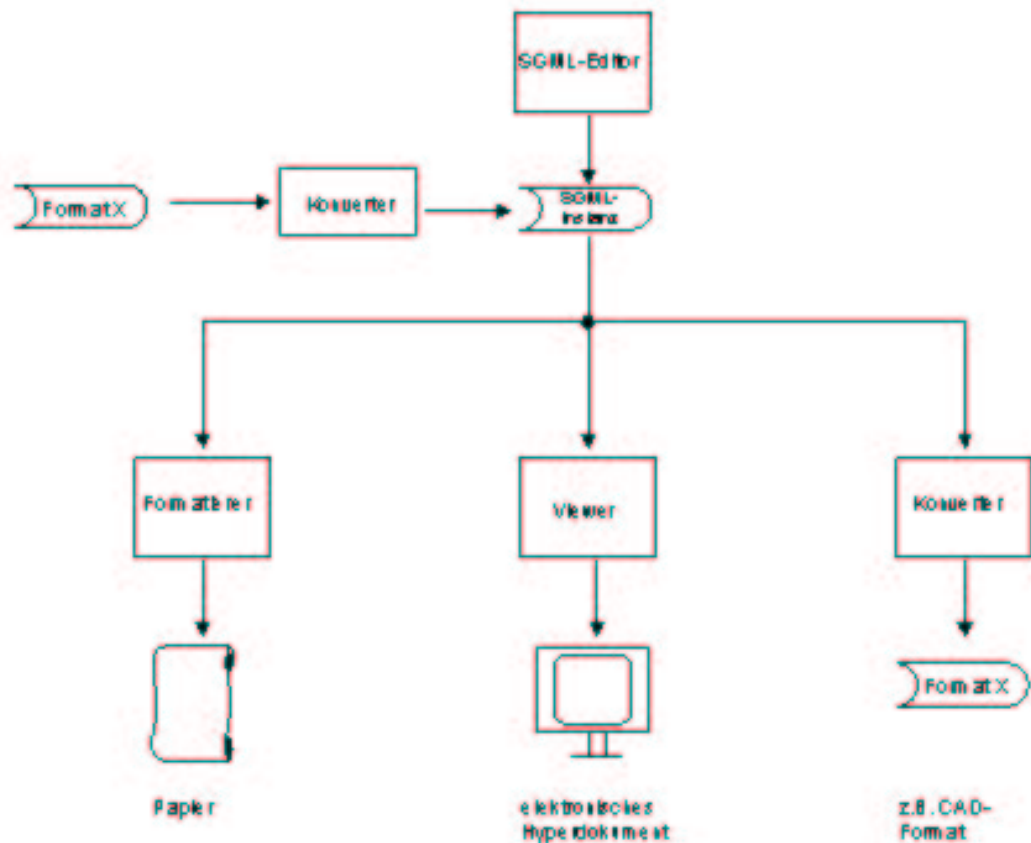 SGML-Editor
Format X
Konverter
SGML-
Instanz
Formatierer
Viewer
Konverter
Format X
Papier
elektronisches
Hyperdokument
z.B. CAD-
Format